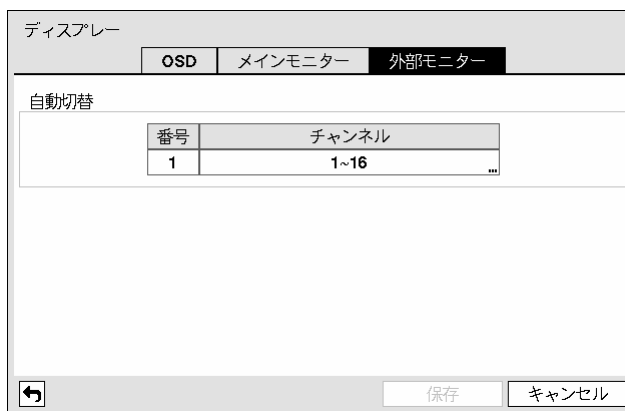 ディスプレー
OSD メインモニター 外部モニター
自動切替
番号 チャンネル
1 1~16 ...
保存 キャンセル